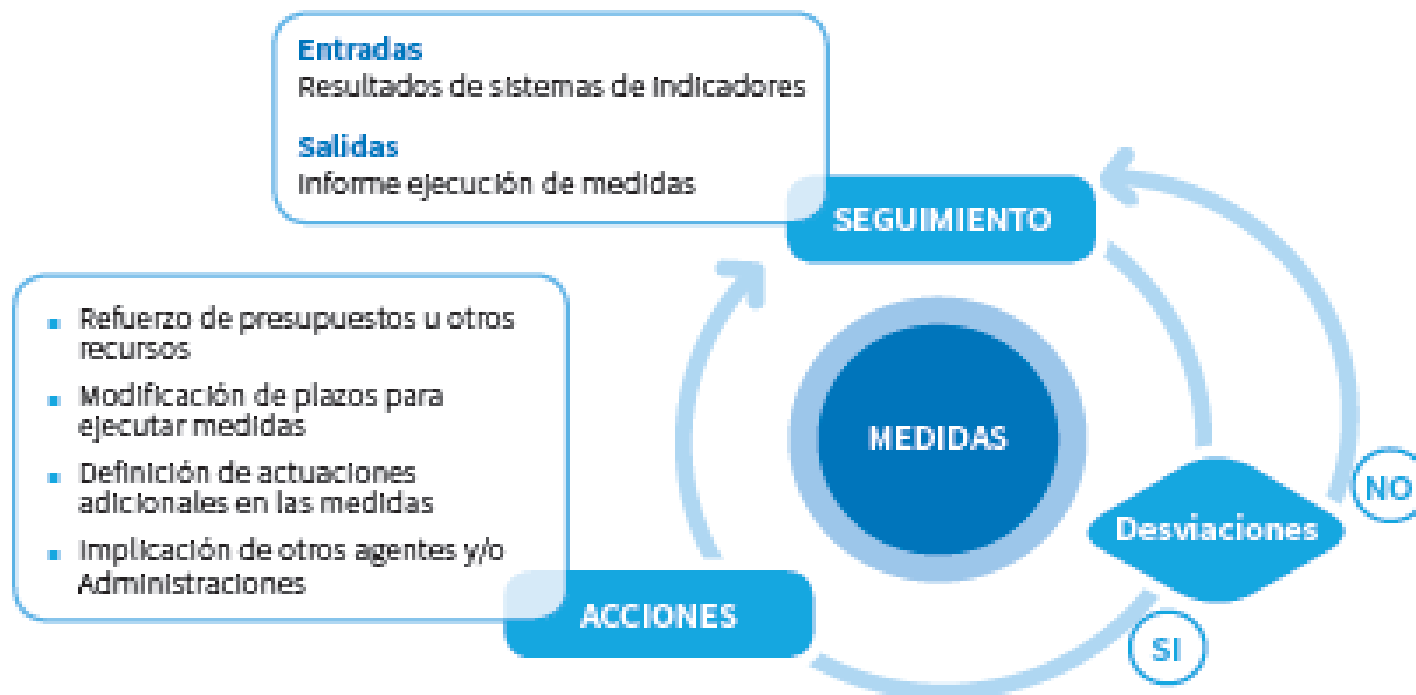 Entradas
Resultados de sistemas de indicadores
Salidas
Informe ejecución de medidas
SEGUIMIENTO
Refuerzo de presupuestos u otros
recursos
Modificación de plazos para
ejecutar medidas
Definición de actuaciones
adicionales en las medidas
Implicación de otros agentes y/o
Administraciones
MEDIDAS
NO
Desviaciones
ACCIONES
SI